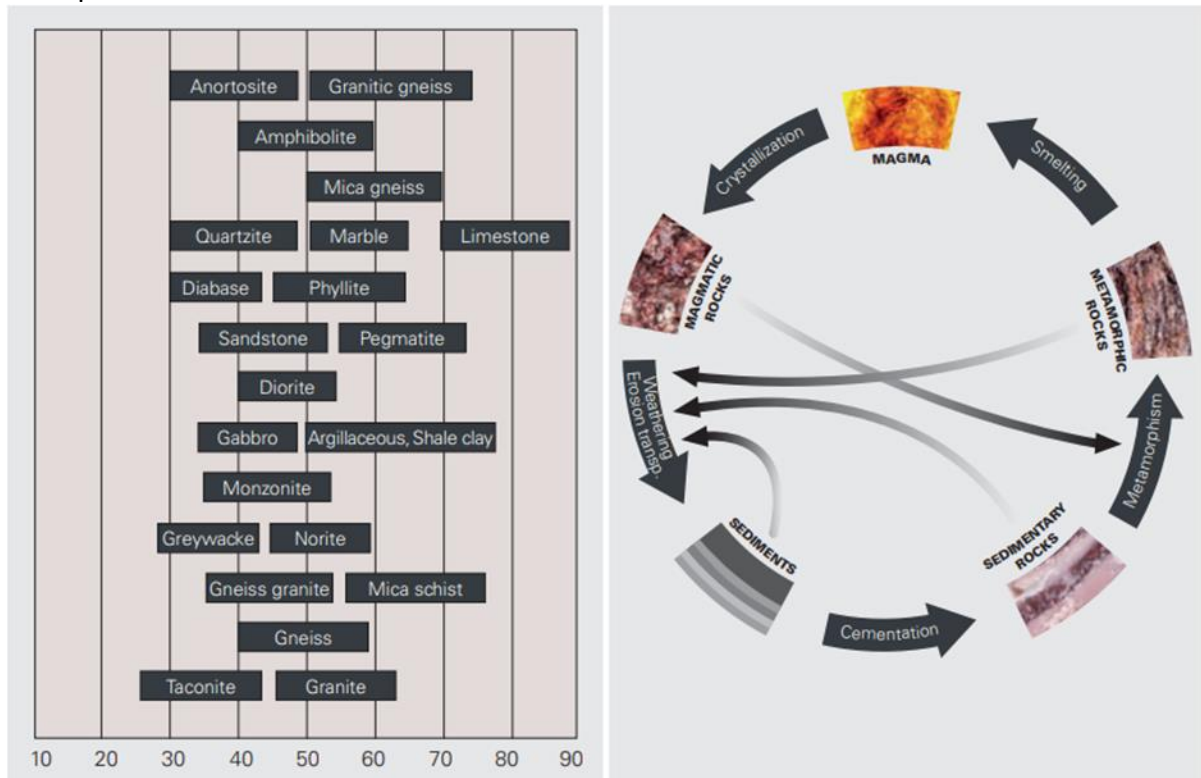 Anortosite
Granitic gneiss
Amphibolite
Mica gneiss
Quartzite
Marble
Limestone
Diabase
Phyllite
Sandstone
Pegmatite
Diorite
Gabbro
Argillaceous, Shale clay
Monzonite
Greywacke
Norite
Gneiss granite
Mica schist
Gneiss
Taconite
Granite
10 20 30 40 50 60 70 80 90
MAGMA
Crystallization
Smelting
MAGMATIC
ROCKS
METAMORPHIC
ROCKS
Weathering
Erosion transp.
Metamorphism
SEDIMENTS
SEDIMENTARY
ROCKS
Cementation